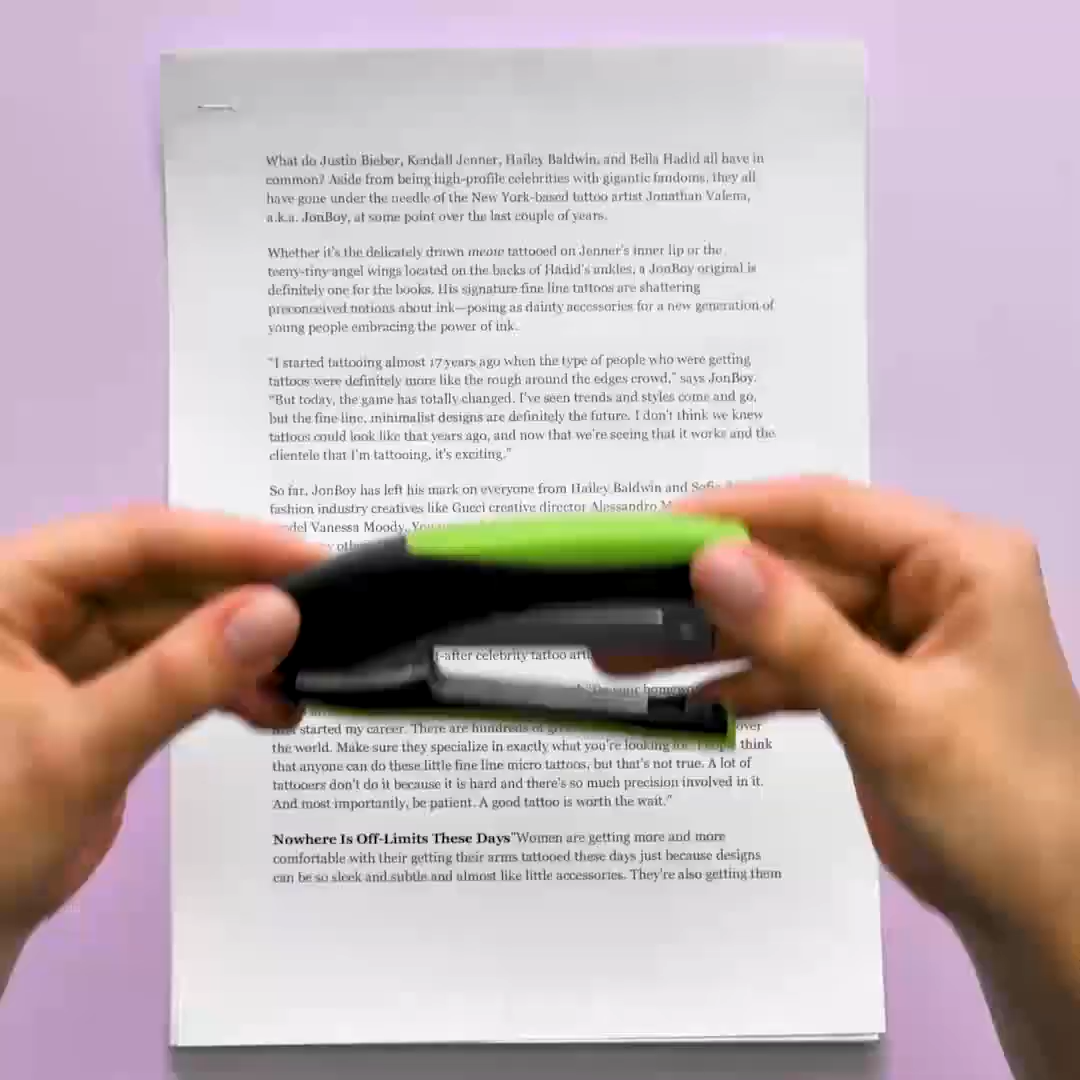 What do Justin Bieber, Kendall Jenner, Hailey Baldwin, and Bella Hadid all have in
common? Aside from being high-profile celebrities with gigantic fandoms, they all
have gone under the needle of the New York-based tattoo artist Jonathan Valena,
a.k.a. JonBoy, at some point over the last couple of years.
Whether it's the delicately drawn meow tattooed on Jenner's inner lip or the
teeny-tiny angel wings located on the backs of Hadid's ankles, a JonBoy original is
definitely one for the books. His signature fine line tattoos are shattering
preconceived notions about ink—posing as dainty accessories for a new generation of
young people embracing the power of ink.
"I started tattooing almost 17 years ago when the type of people who were getting
tattoos were definitely more like the rough around the edges crowd," says JonBoy.
"But today, the game has totally changed. I've seen trends and styles come and go,
but the fine line, minimalist designs are definitely the future. I don't think we knew
tattoos could look like that years ago, and now that we're seeing that it works and the
clientele that I'm tattooing, it's exciting."
So far, JonBoy has left his mark on everyone from Hailey Baldwin and
fashion industry creatives like Gucci creative director Alessandro
Vanessa Moody.
-after celebrity tattoo
your
started my career. There are hundreds of over
the world. Make sure they specialize in exactly what you're looking think
that anyone can do these little fine line micro tattoos, but that's not true. A lot of
tattooers don't do it because it is hard and there's so much precision involved in it.
And most importantly, be patient. A good tattoo is worth the wait."
Nowhere Is Off-Limits These Days"Women are getting more and more
comfortable with their getting their arms tattooed these days just because designs
can be so sleek and subtle and almost like little accessories. They're also getting them